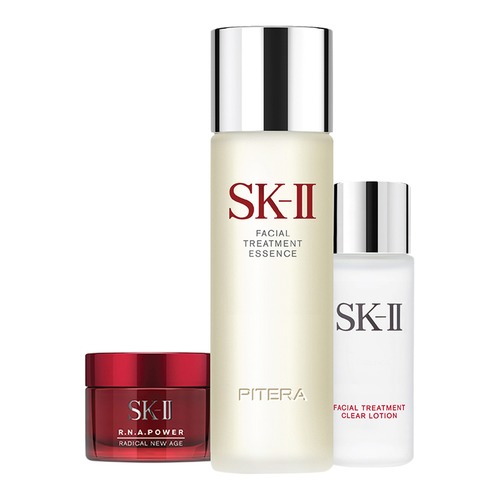 SK-II
FACIAL
TREATMENT
ESSENCE
PITERA
SK-II
R.N.A.POWER
RADICAL NEW AGE
SK-II
FACIAL TREATMENT
CLEAR LOTION